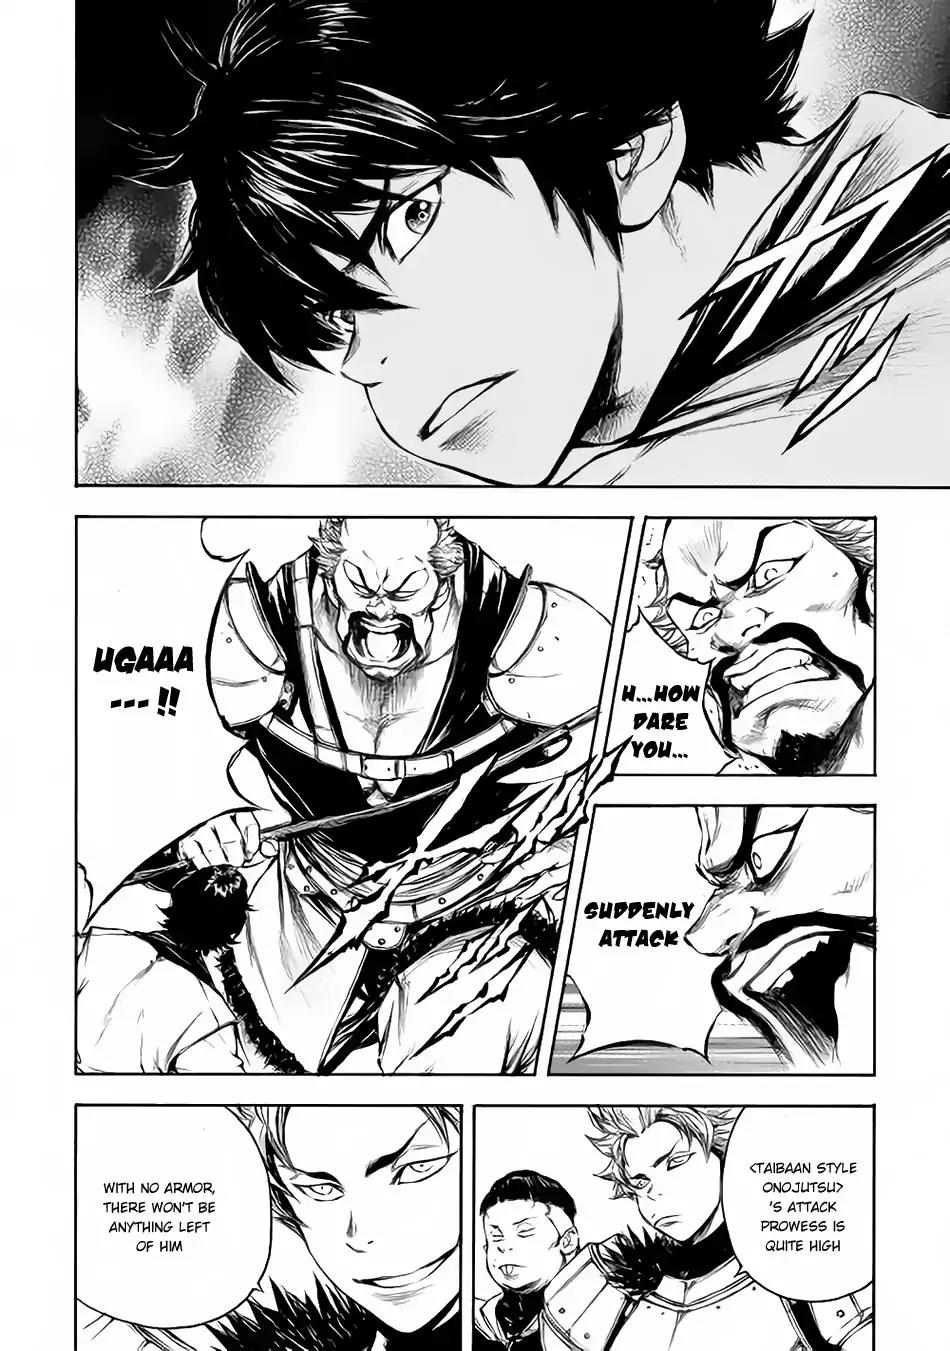 H...HOW
DARE
YOU...
SUDDENLY
ATTACK
UGAAA
---!!
<TAIBAAN STYLE
ONOJUTSU>
'S ATTACK
PROWESS IS
QUITE HIGH
WITH NO ARMOR,
THERE WON'T BE
ANYTHING LEFT
OF HIM